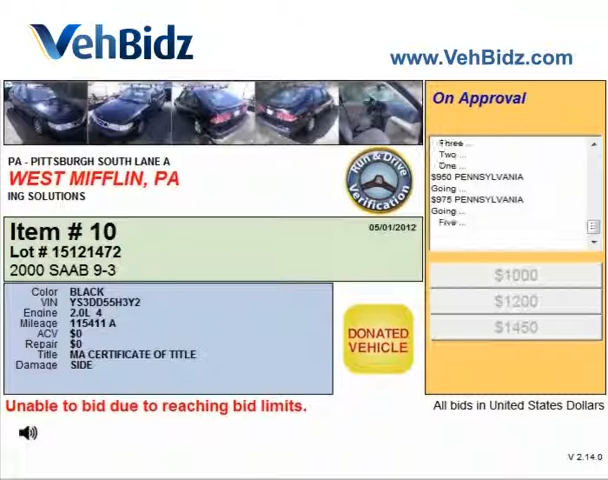 VehBidz
www.VehBidz.com
On Approval
Three ...
Two ...
One ...
$950 PENNSYLVANIA
Going ...
$975 PENNSYLVANIA
Going ...
Five ...
PA - PITTSBURGH SOUTH LANE A
WEST MIFFLIN, PA
ING SOLUTIONS
Run & Drive
Verification
Item # 10
05/01/2012
Lot # 15121472
2000 SAAB 9-3
$1000
$1200
$1450
Color BLACK
VIN YS3DD55H3Y2
Engine 2.0L 4
Mileage 115411 A
ACV $0
Repair $0
Title MA CERTIFICATE OF TITLE
Damage SIDE
DONATED
VEHICLE
Unable to bid due to reaching bid limits.
All bids in United States Dollars
V 2.14.0